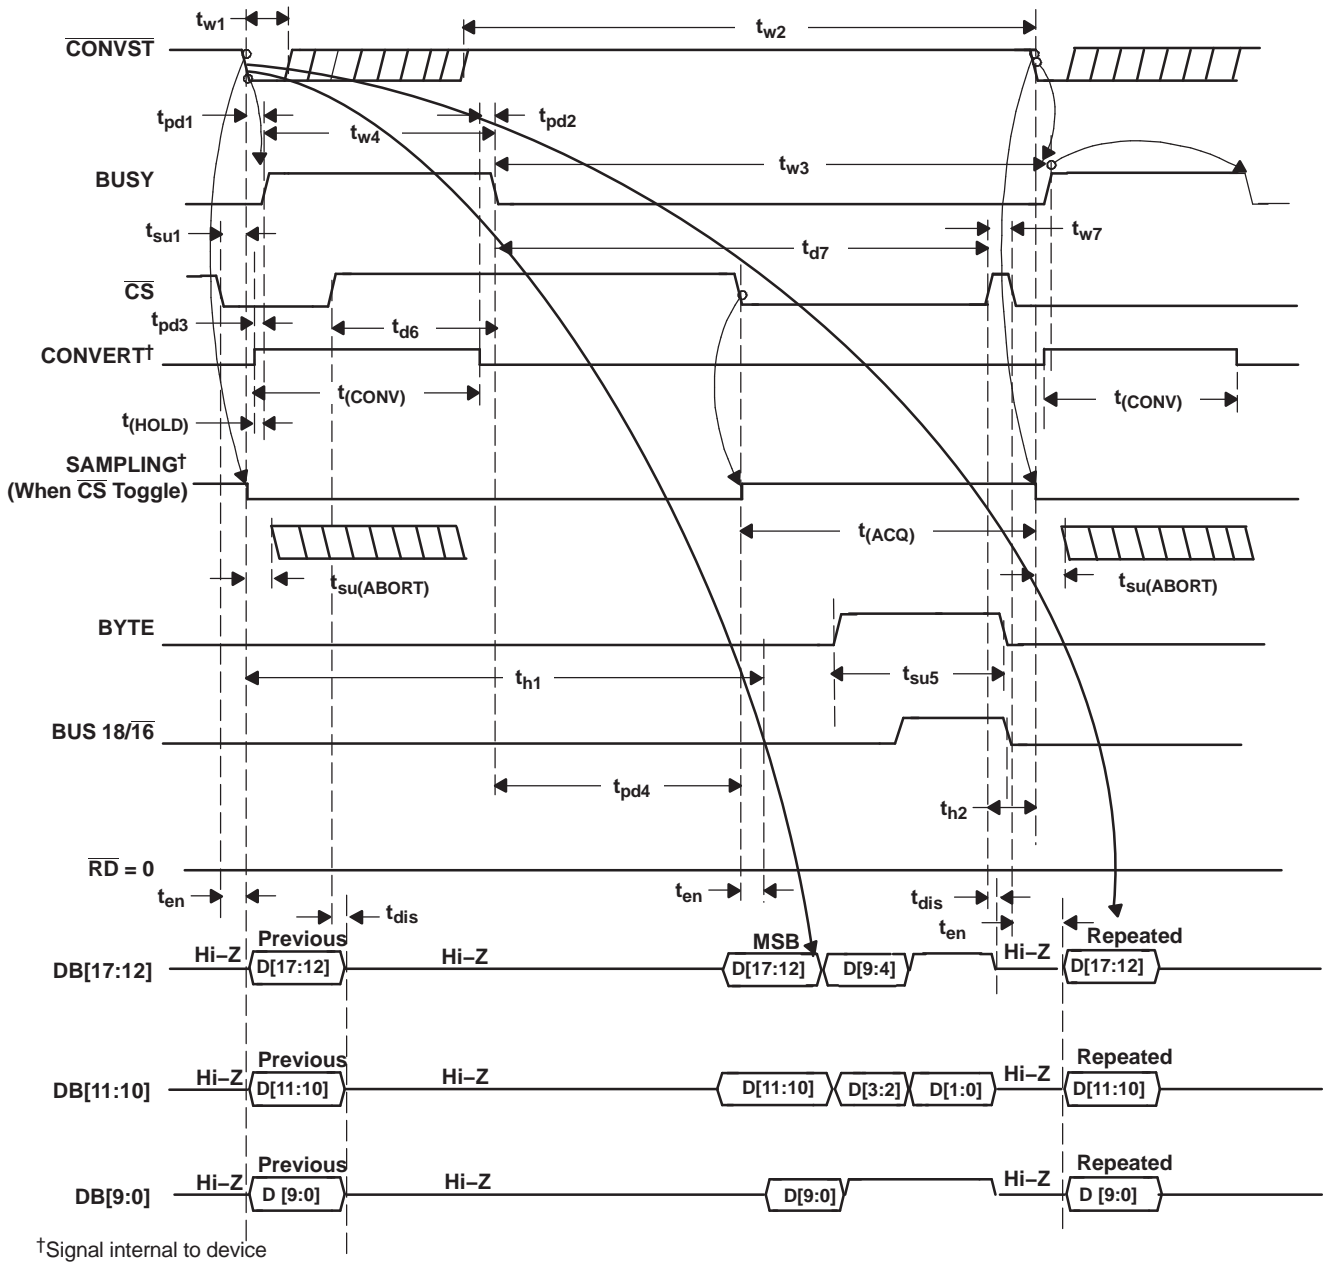 tw1
tw2
CONVST
tpd1
tw4
tpd2
tw3
BUSY
tsu1
tw7
td7
CS
tpd3
td6
CONVERT†
t(CONV)
t(CONV)
t(HOLD)
SAMPLING†
(When CS Toggle)
t(ACQ)
tsu(ABORT)
tsu(ABORT)
BYTE
th1
tsu5
BUS 18/16
tpd4
th2
RD = 0
ten
ten
tdis
tdis
ten
Previous
MSB
Repeated
DB[17:12]
Hi–Z
D[17:12]
Hi–Z
D[17:12]
D[9:4]
Hi–Z
D[17:12]
Previous
Repeated
DB[11:10]
Hi–Z
D[11:10]
Hi–Z
D[11:10]
D[3:2]
D[1:0]
Hi–Z
D[11:10]
Previous
Repeated
DB[9:0]
Hi–Z
D [9:0]
Hi–Z
D[9:0]
Hi–Z
D [9:0]
†Signal internal to device